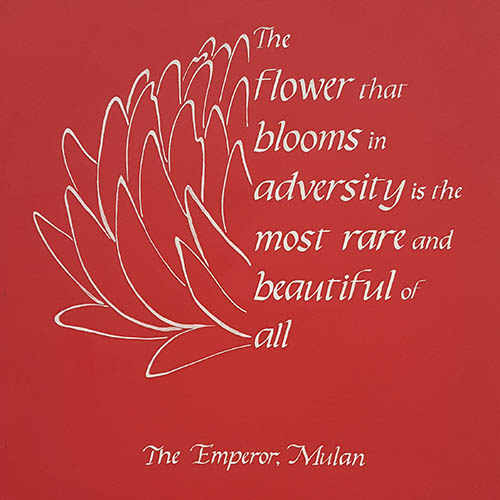 The
flower that
blooms in
adversity is the
most rare and
beautiful of
all
The Emperor, Mulan